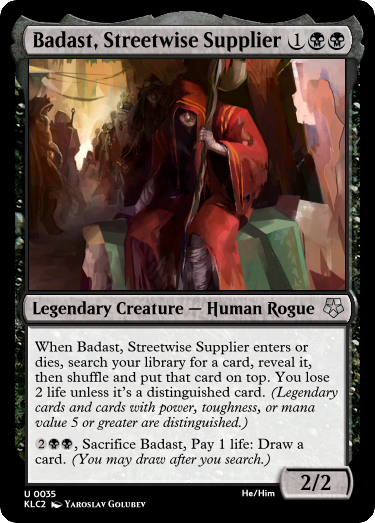 Badast, Streetwise Supplier 1
Legendary Creature — Human Rogue
When Badast, Streetwise Supplier enters or
dies, search your library for a card, reveal it,
then shuffle and put that card on top. You lose
2 life unless it's a distinguished card. (Legendary
cards and cards with power, toughness, or mana
value 5 or greater are distinguished.)
2, Sacrifice Badast, Pay 1 life: Draw a
card. (You may draw after you search.)
2/2
U 0035
He/Him
KLC2 Yaroslav Golubev